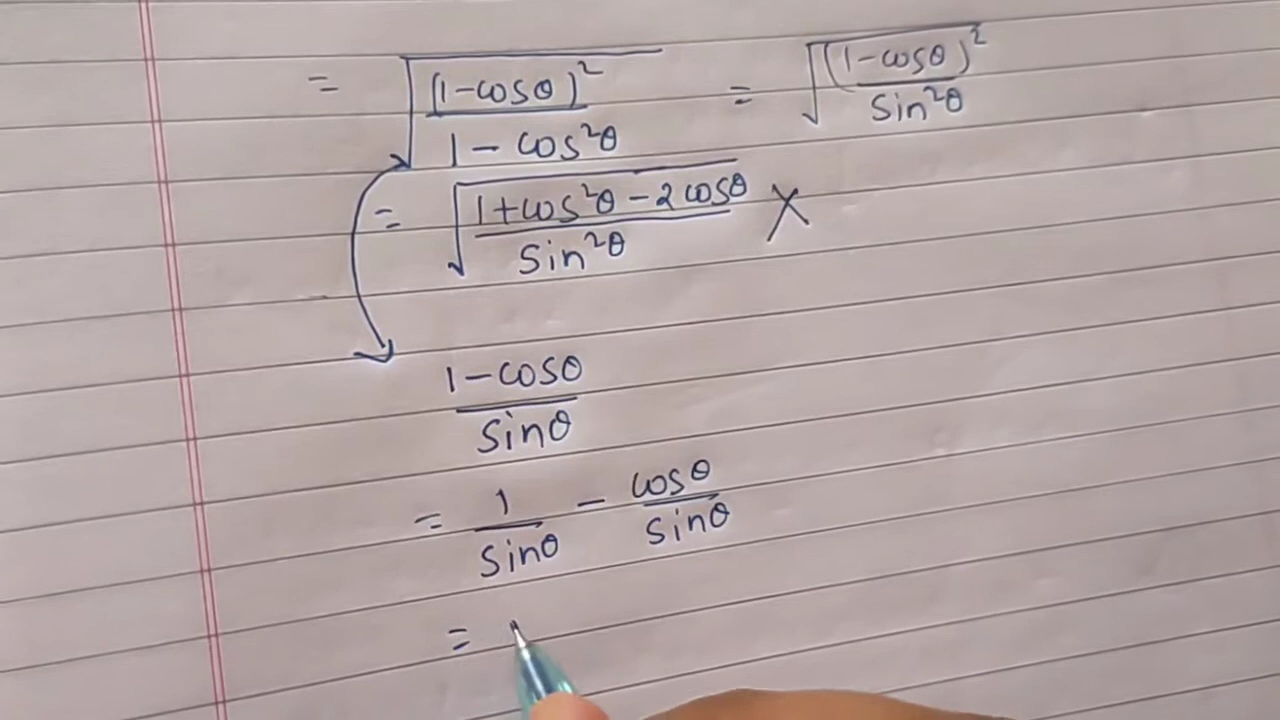 = √((1-cosθ)² / 1 - cos²θ) = √((1-cosθ)² / sin²θ)
= √(1+cos²θ - 2cosθ / sin²θ) ✗
1-cosθ / sinθ
= 1 / sinθ - cosθ / sinθ
=